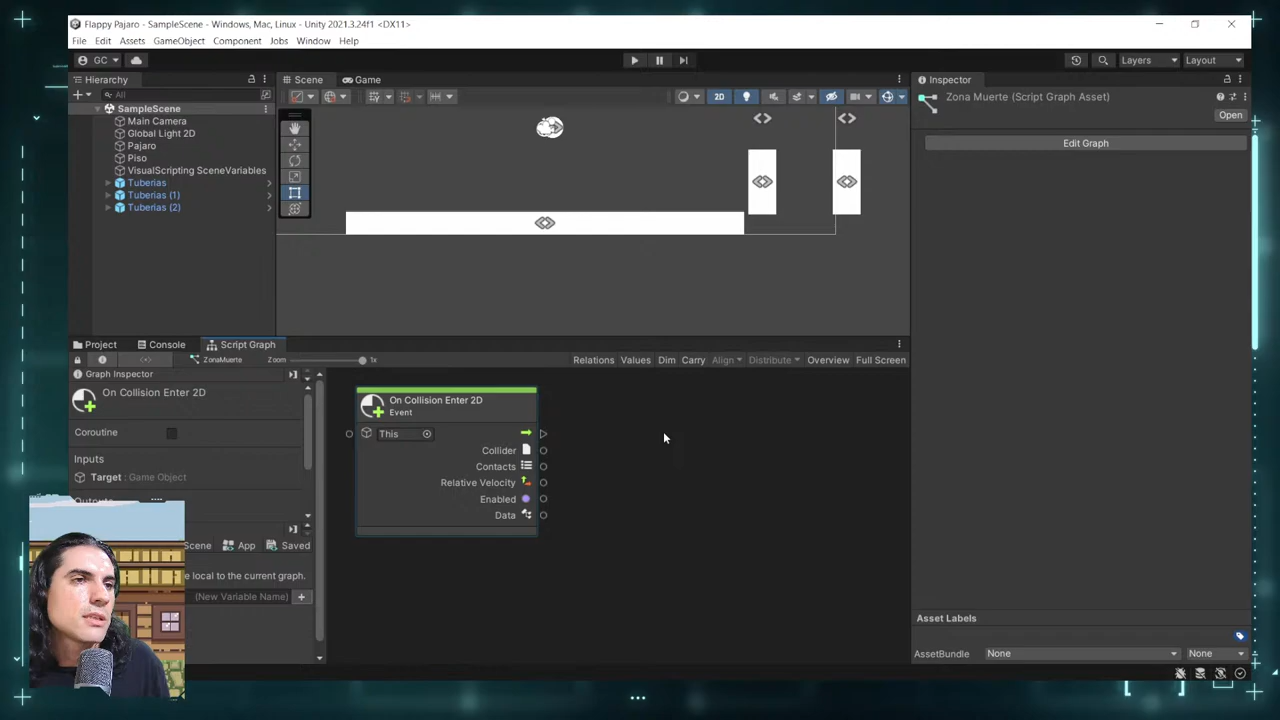 Flappy Pajaro - SampleScene - Windows, Mac, Linux - Unity 2021.3.24f1 <DX11>
File Edit Assets GameObject Component Jobs Window Help
GC
Layers
Layout
Hierarchy
All
SampleScene
Main Camera
Global Light 2D
Pajaro
Piso
VisualScripting SceneVariables
Tuberias
Tuberias (1)
Tuberias (2)
Scene
Game
2D
Inspector
Zona Muerte (Script Graph Asset)
Open
Edit Graph
Project
Console
Script Graph
ZonaMuerte
Zoom
1x
Relations
Values
Dim
Carry
Align
Distribute
Overview
Full Screen
Graph Inspector
On Collision Enter 2D
Coroutine
Inputs
Target: Game Object
Scene
App
Saved
le local to the current graph.
(New Variable Name)
On Collision Enter 2D
Event
This
Collider
Contacts
Relative Velocity
Enabled
Data
Asset Labels
AssetBundle
None
None